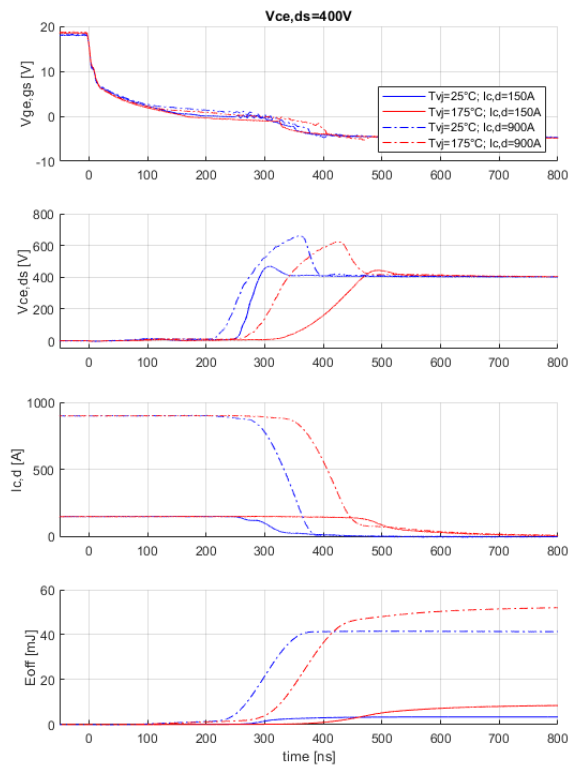 Vce,ds=400V
20
10
0
-10
Vge,gs [V]
Tvj=25°C; Ic,d=150A
Tvj=175°C; Ic,d=150A
Tvj=25°C; Ic,d=900A
Tvj=175°C; Ic,d=900A
0 100 200 300 400 500 600 700 800
800
600
400
200
0
Vce,ds [V]
0 100 200 300 400 500 600 700 800
1000
500
0
Ic,d [A]
0 100 200 300 400 500 600 700 800
60
40
20
0
Eoff [mJ]
0 100 200 300 400 500 600 700 800
time [ns]